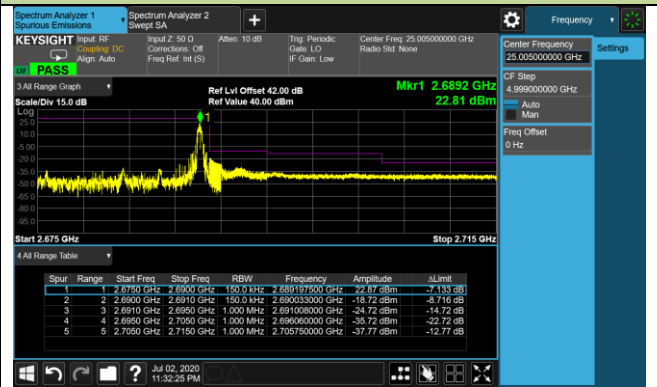 Spectrum Analyzer 1
Spurious Emissions
Spectrum Analyzer 2
Swept SA
Frequency
KEYSIGHT
Input: RF
Coupling: DC
Align: Auto
Input Z: 50 Ω
Corrections: Off
Freq Ref: Int (S)
Atten: 10 dB
Trig: Periodic
Gate: LO
IF Gain: Low
Center Freq: 25.005000000 GHz
Radio Std: None
PASS
3 All Range Graph
Scale/Div 15.0 dB
Ref Lvl Offset 42.00 dB
Ref Value 40.00 dBm
Mkr1 2.6892 GHz
22.81 dBm
Log
25.0
10.0
-5.00
-20.0
-35.0
-50.0
-65.0
-80.0
-95.0
1
Start 2.675 GHz
Stop 2.715 GHz
4 All Range Table
Spur Range Start Freq Stop Freq RBW Frequency Amplitude ΔLimit
1 1 2.6750 GHz 2.6900 GHz 150.0 kHz 2.689197500 GHz 22.87 dBm -7.133 dB
2 2 2.6900 GHz 2.6910 GHz 150.0 kHz 2.690033000 GHz -18.72 dBm -8.716 dB
3 3 2.6910 GHz 2.6950 GHz 1.000 MHz 2.691008000 GHz -24.72 dBm -14.72 dB
4 4 2.6950 GHz 2.7050 GHz 1.000 MHz 2.696060000 GHz -35.72 dBm -22.72 dB
5 5 2.7050 GHz 2.7150 GHz 1.000 MHz 2.705750000 GHz -37.77 dBm -12.77 dB
Jul 02, 2020
11:32:25 PM
Center Frequency
25.005000000 GHz
Settings
CF Step
4.999000000 GHz
Auto
Man
Freq Offset
0 Hz